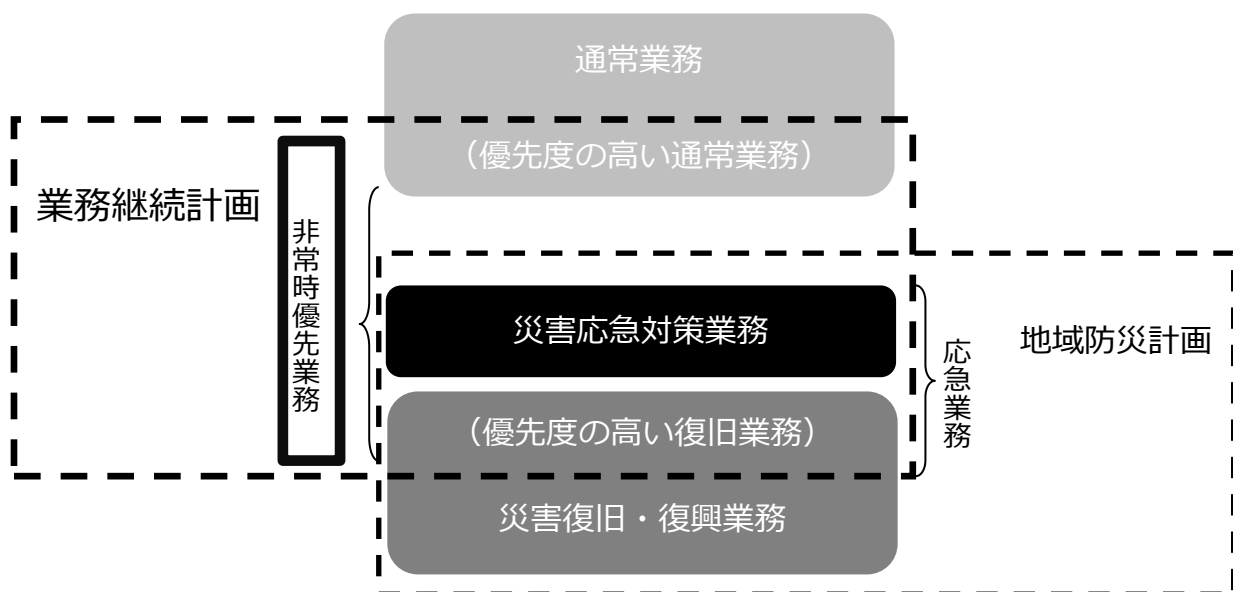 通常業務
（優先度の高い通常業務）
業務継続計画
非常時優先業務
災害応急対策業務
地域防災計画
応急業務
（優先度の高い復旧業務）
災害復旧・復興業務